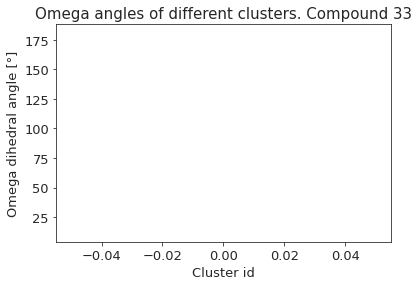 Omega angles of different clusters. Compound 33
175
150
125
100
75
50
25
Omega dihedral angle [°]
−0.04 −0.02 0.00 0.02 0.04
Cluster id